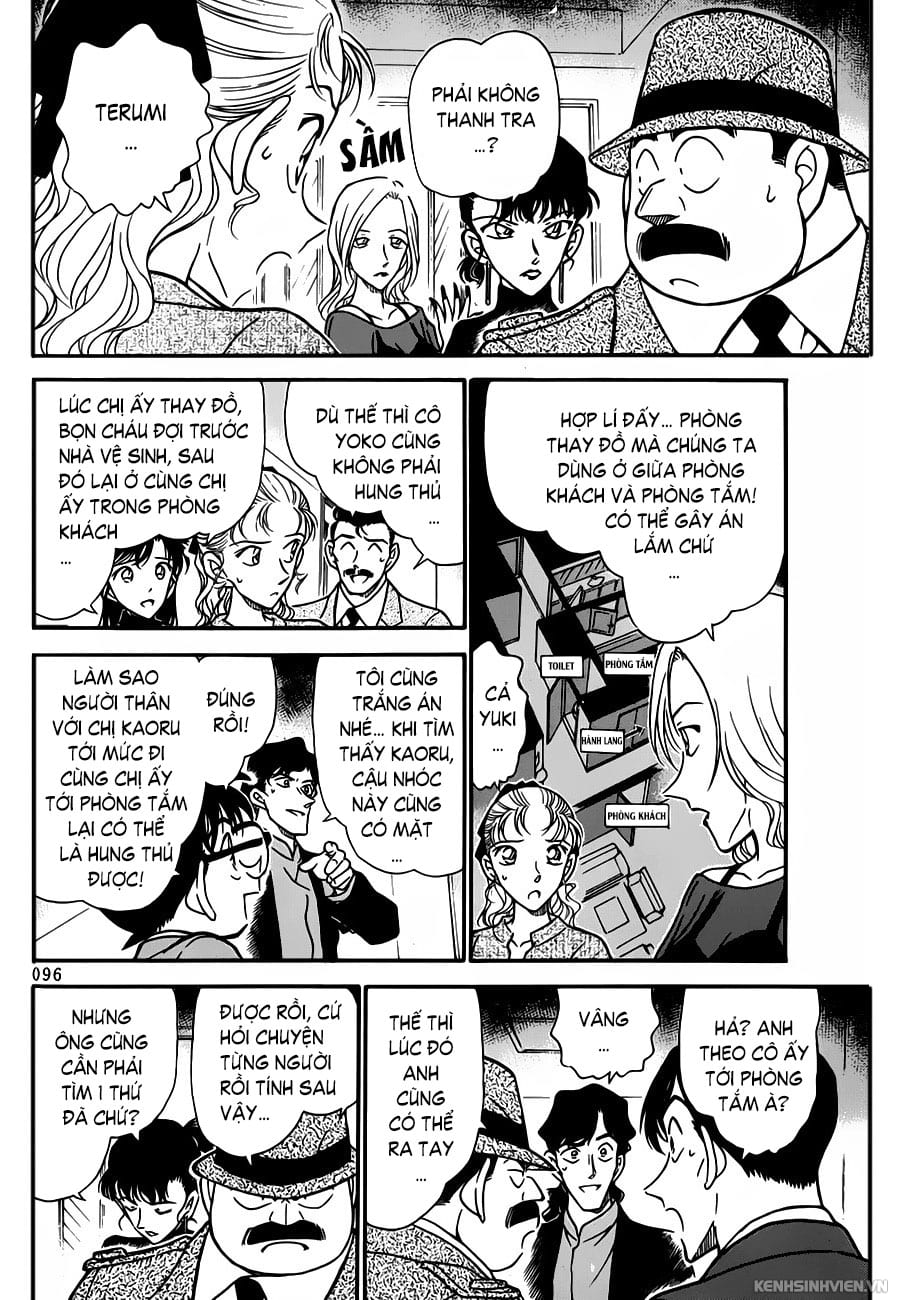 PHẢI KHÔNG
THANH TRA
...?
SẦM
TERUMI
...
HỢP LÍ ĐẤY... PHÒNG
THAY ĐỒ MÀ CHÚNG TA
DÙNG Ở GIỮA PHÒNG
KHÁCH VÀ PHÒNG TẮM!
CÓ THỂ GÂY ÁN
LẮM CHỨ
...
TOILET
PHÒNG TẮM
HÀNH LANG
PHÒNG KHÁCH
CẢ
YUKI
...
DÙ THẾ THÌ CÔ
YOKO CŨNG
KHÔNG PHẢI
HUNG THỦ
LÚC CHỊ ẤY THAY ĐỒ,
BỌN CHÁU ĐỢI TRƯỚC
NHÀ VỆ SINH, SAU
ĐÓ LẠI Ở CÙNG CHỊ
ẤY TRONG PHÒNG
KHÁCH
...
TÔI CŨNG
TRẮNG ÁN
NHÉ... KHI TÌM
THẤY KAORU,
CẬU NHÓC
NÀY CŨNG
CÓ MẶT
...
ĐÚNG
RỒI!
LÀM SAO
NGƯỜI THÂN
VỚI CHỊ KAORU
TỚI MỨC ĐI
CÙNG CHỊ ẤY
TỚI PHÒNG TẮM
LẠI CÓ THỂ
LÀ HUNG THỦ
ĐƯỢC!
096
HẢ? ANH
THEO CÔ ẤY
TỚI PHÒNG
TẮM À?
VÂNG
...
THẾ THÌ
LÚC ĐÓ
ANH
CŨNG
CÓ THỂ
RA TAY
ĐƯỢC RỒI, CỨ
HỎI CHUYỆN
TỪNG NGƯỜI
RỒI TÍNH SAU
VẬY...
NHƯNG
ÔNG CŨNG
CẦN PHẢI
TÌM 1 THỨ
ĐÃ CHỨ?
KENHSINHVIEN.VN